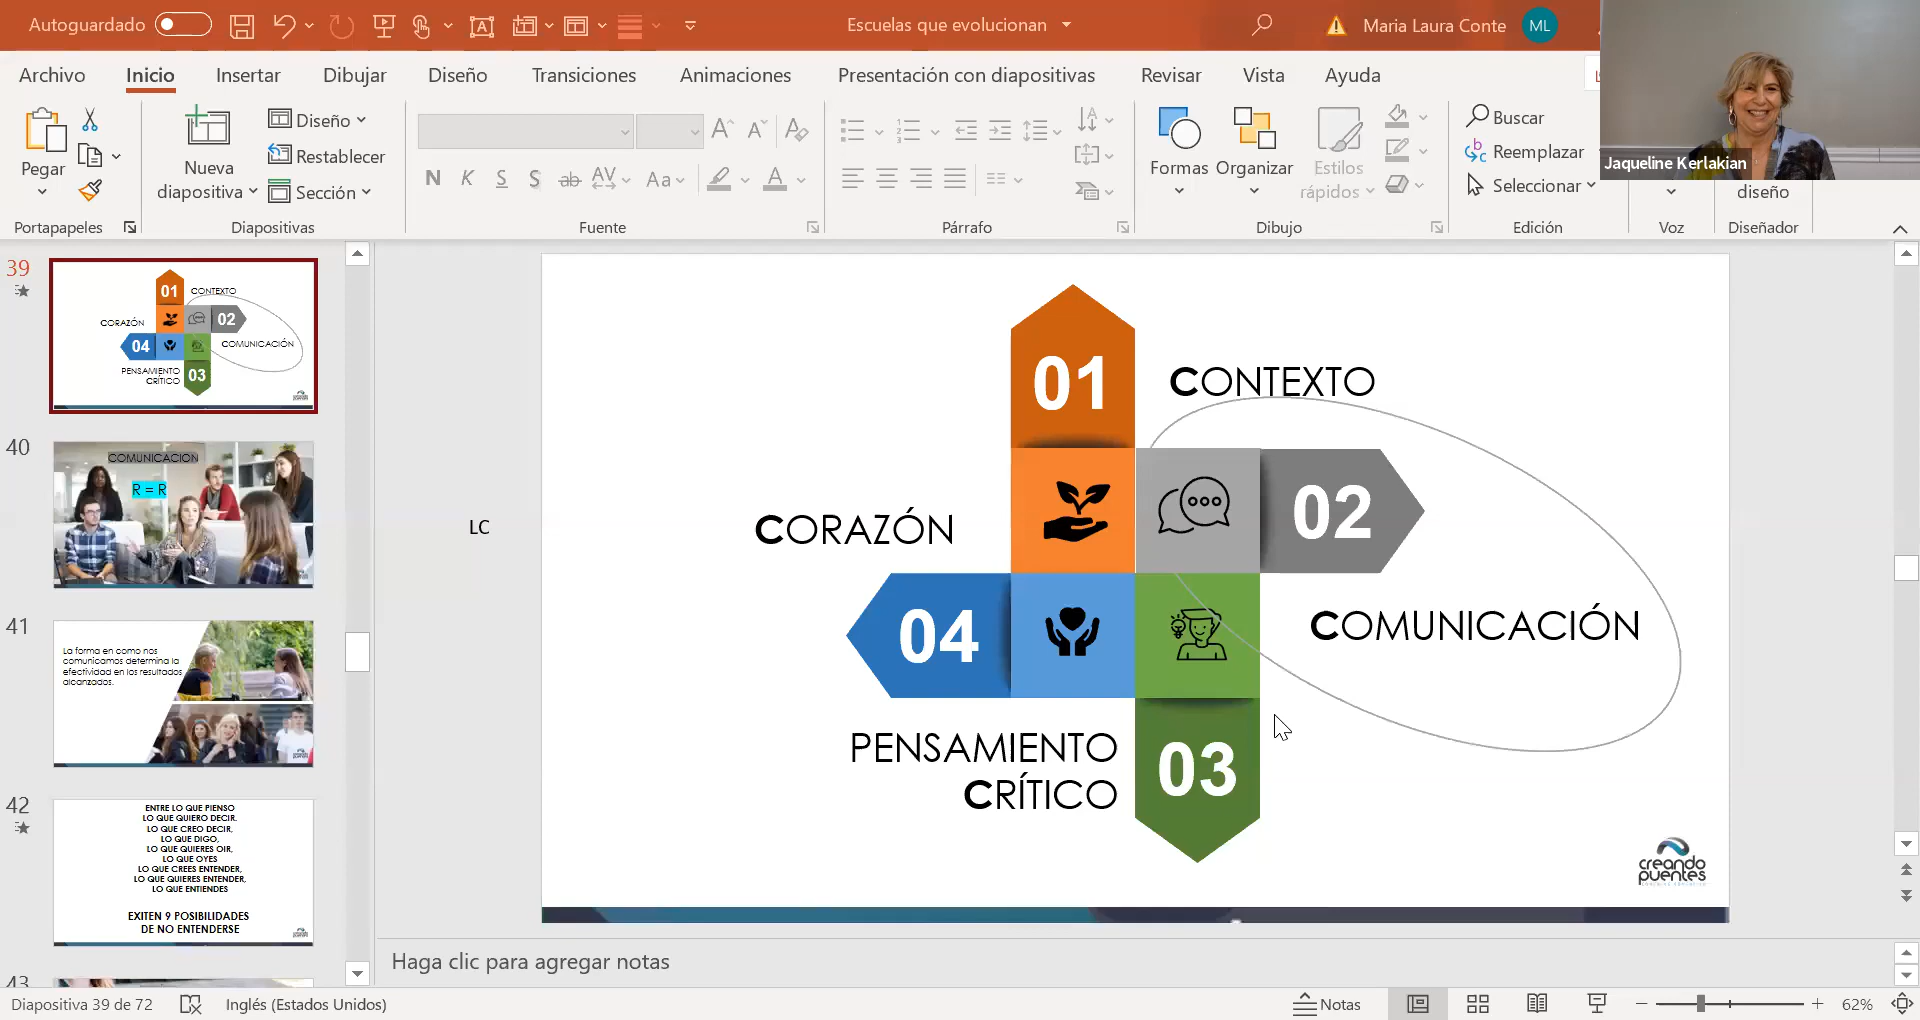 Autoguardado
Escuelas que evolucionan
Maria Laura Conte
ML
Archivo
Inicio
Insertar
Dibujar
Diseño
Transiciones
Animaciones
Presentación con diapositivas
Revisar
Vista
Ayuda
Jaqueline Kerlakian
Pegar
Nueva
diapositiva
Diseño
Restablecer
Sección
N K S S ab AV Aa A
Formas
Organizar
Estilos
rápidos
Buscar
Reemplazar
Seleccionar
diseño
Portapapeles
Diapositivas
Fuente
Párrafo
Dibujo
Edición
Voz
Diseñador
39
01 CONTEXTO
CORAZÓN
02
04
COMUNICACIÓN
PENSAMIENTO
CRÍTICO
03
40
COMUNICACION
R = R
41
La forma en como nos
comunicamos determina la
efectividad en los resultados
alcanzados.
42
ENTRE LO QUE PIENSO
LO QUE QUIERO DECIR.
LO QUE CREO DECIR,
LO QUE DIGO,
LO QUE QUIERES OIR,
LO QUE OYES
LO QUE CREES ENTENDER,
LO QUE QUIERES ENTENDER,
LO QUE ENTIENDES
EXITEN 9 POSIBILIDADES
DE NO ENTENDERSE
43
LC
01
CONTEXTO
02
CORAZÓN
04
COMUNICACIÓN
PENSAMIENTO
CRÍTICO
03
creando
puentes
Haga clic para agregar notas
Diapositiva 39 de 72
Inglés (Estados Unidos)
Notas
62%